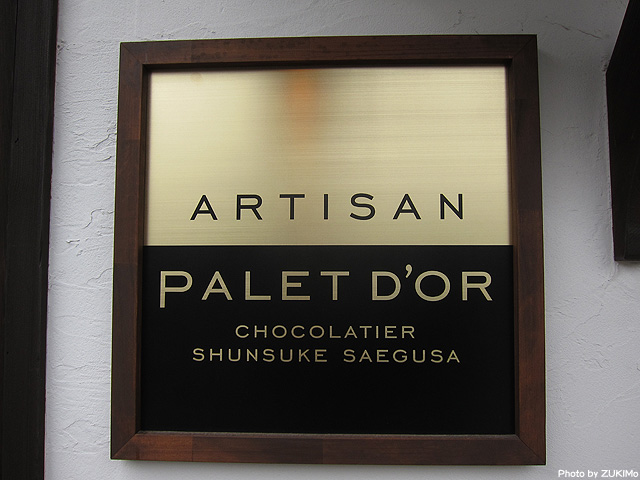 ARTISAN
PALET D'OR
CHOCOLATIER
SHUNSUKE SAEGUSA
Photo by ZUKIMo